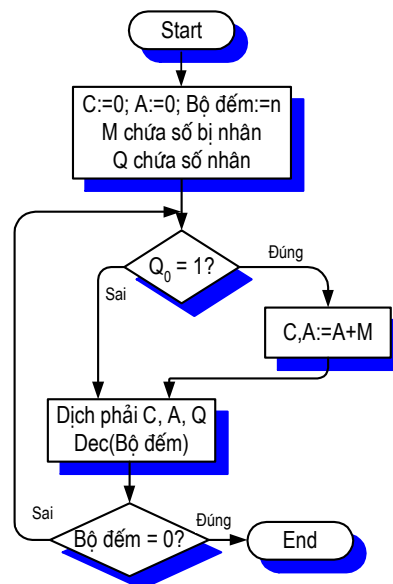 Start
C:=0; A:=0; Bộ đếm:=n
M chứa số bị nhân
Q chứa số nhân
Q₀ = 1?
Đúng
Sai
C,A:=A+M
Dịch phải C, A, Q
Dec(Bộ đếm)
Bộ đếm = 0?
Sai
Đúng
End